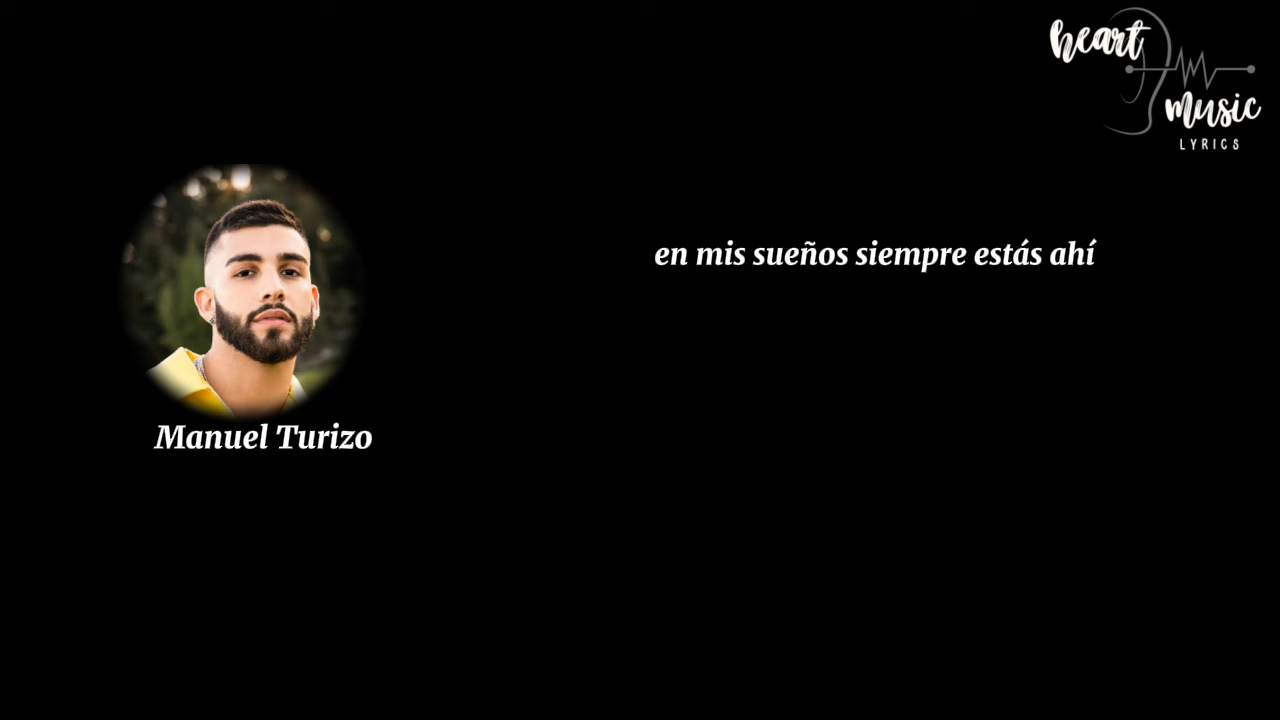 heart
music
LYRICS
en mis sueños siempre estás ahí
Manuel Turizo